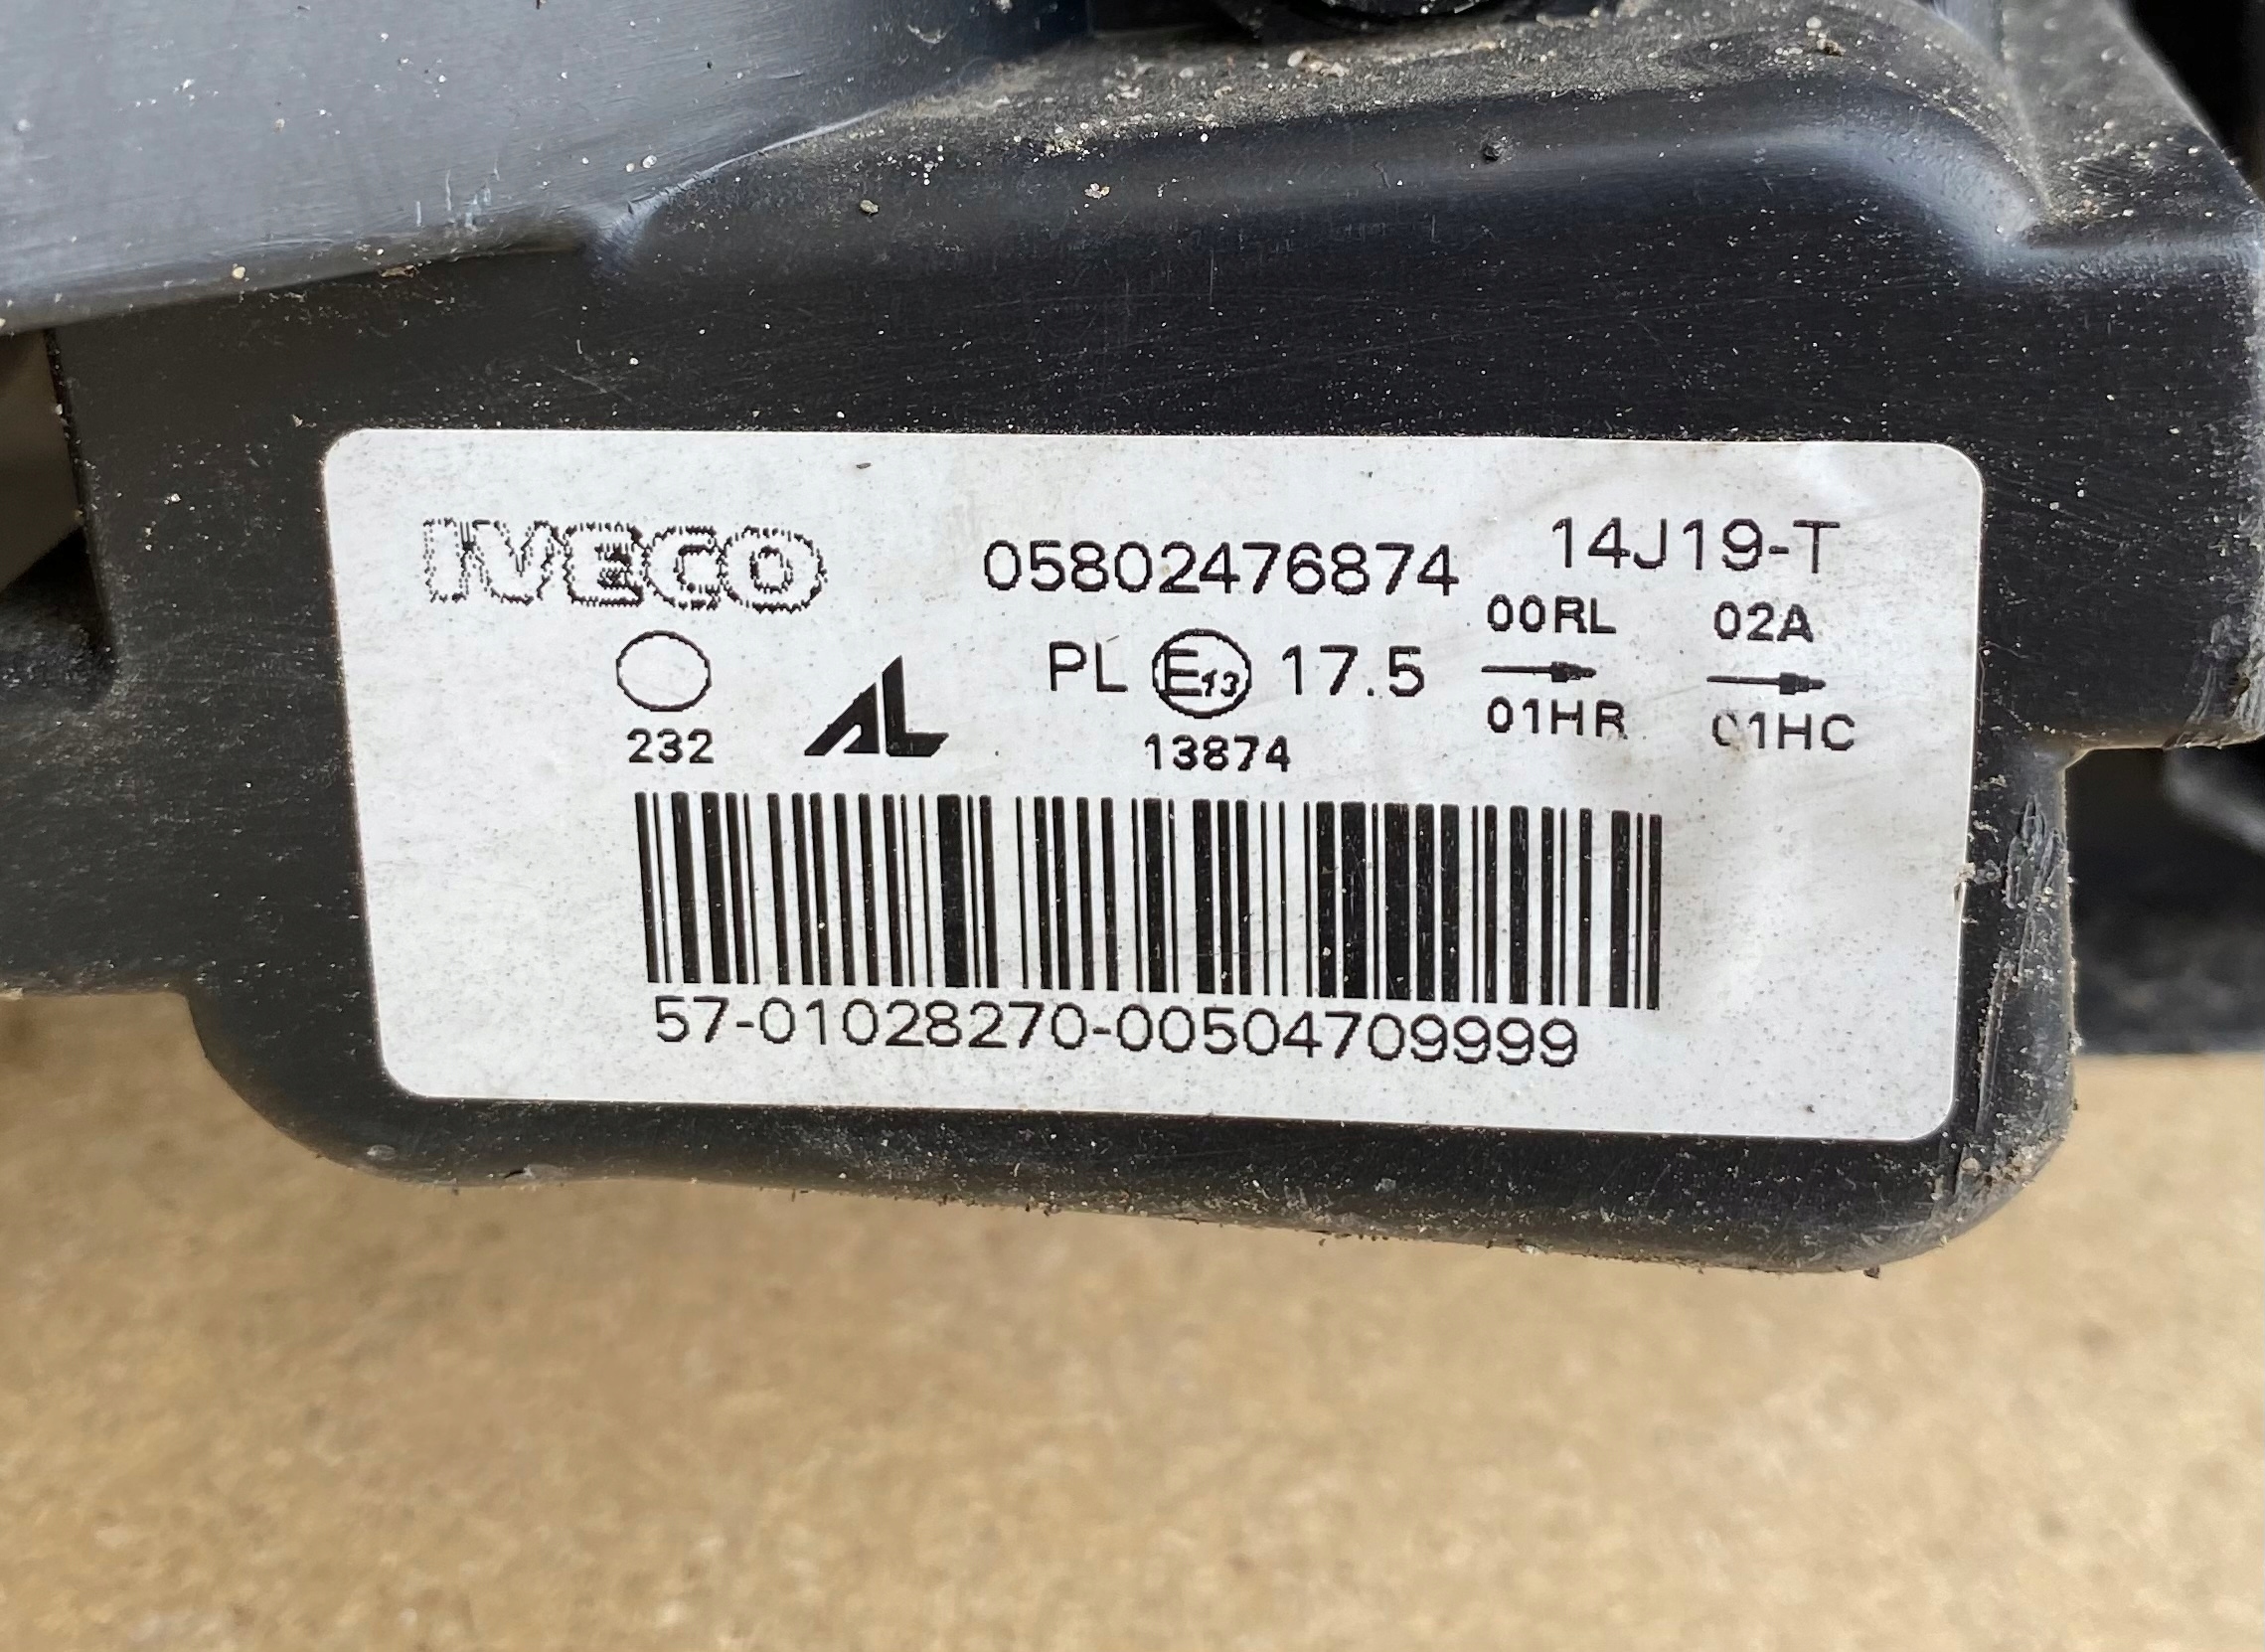 IVECO 05802476874 14J19-T
00RL 02A
PL E13 17.5
01HR 01HC
232 AL 13874
57-01028270-00504709999